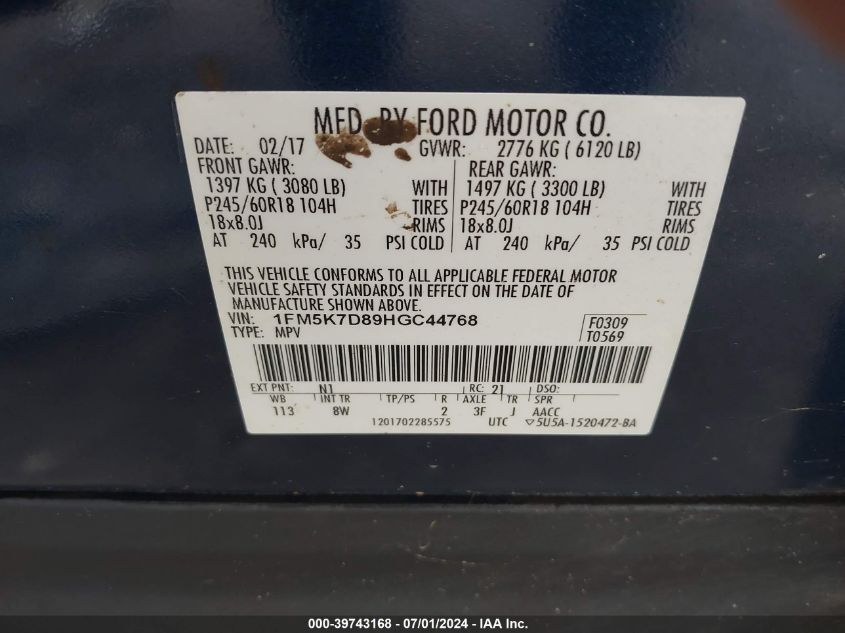 MFD. BY FORD MOTOR CO.
DATE: 02/17 GVWR: 2776 KG ( 6120 LB)
FRONT GAWR: REAR GAWR:
1397 KG ( 3080 LB) WITH 1497 KG ( 3300 LB) WITH
P245/60R18 104H TIRES P245/60R18 104H TIRES
18x8.0J RIMS 18x8.0J RIMS
AT 240 kPa/ 35 PSI COLD AT 240 kPa/ 35 PSI COLD
THIS VEHICLE CONFORMS TO ALL APPLICABLE FEDERAL MOTOR
VEHICLE SAFETY STANDARDS IN EFFECT ON THE DATE OF
MANUFACTURE SHOWN ABOVE.
VIN: 1FM5K7D89HGC44768 F0309
TYPE: MPV T0569
EXT PNT: N1 RC: 21 DSO:
WB INT TR TP/PS R AXLE TR SPR
113 8W 2 3F J AACC
1201702285575 UTC ▽5U5A-1520472-BA
000-39743168 - 07/01/2024 - IAA Inc.